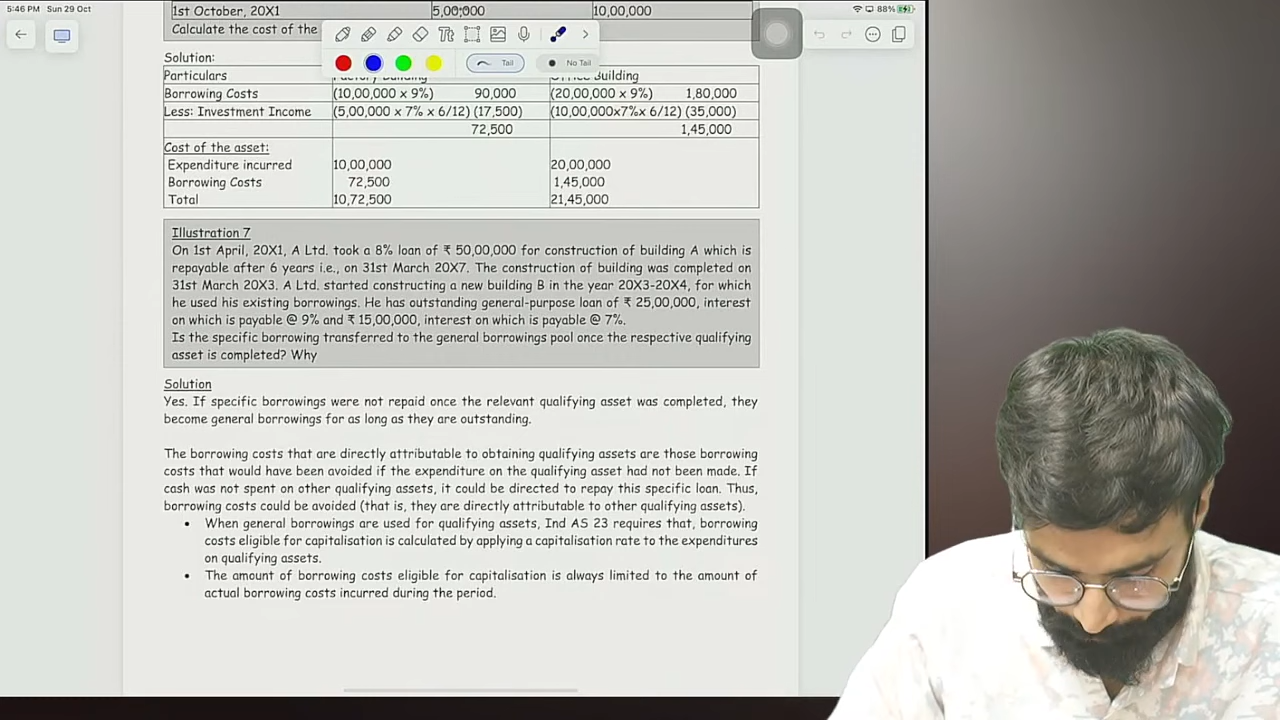 5:46 PM Sun 29 Oct
88%
1st October, 20X1 5,00,000 10,00,000
Calculate the cost of the
Tail
No Tail
Solution:
Particulars Factory Building Office Building
Borrowing Costs (10,00,000 x 9%) 90,000 (20,00,000 x 9%) 1,80,000
Less: Investment Income (5,00,000 x 7% x 6/12) (17,500) (10,00,000x7%x 6/12) (35,000)
72,500 1,45,000
Cost of the asset:
Expenditure incurred 10,00,000 20,00,000
Borrowing Costs 72,500 1,45,000
Total 10,72,500 21,45,000
Illustration 7
On 1st April, 20X1, A Ltd. took a 8% loan of ₹ 50,00,000 for construction of building A which is
repayable after 6 years i.e., on 31st March 20X7. The construction of building was completed on
31st March 20X3. A Ltd. started constructing a new building B in the year 20X3-20X4, for which
he used his existing borrowings. He has outstanding general-purpose loan of ₹ 25,00,000, interest
on which is payable @ 9% and ₹ 15,00,000, interest on which is payable @ 7%.
Is the specific borrowing transferred to the general borrowings pool once the respective qualifying
asset is completed? Why
Solution
Yes. If specific borrowings were not repaid once the relevant qualifying asset was completed, they
become general borrowings for as long as they are outstanding.
The borrowing costs that are directly attributable to obtaining qualifying assets are those borrowing
costs that would have been avoided if the expenditure on the qualifying asset had not been made. If
cash was not spent on other qualifying assets, it could be directed to repay this specific loan. Thus,
borrowing costs could be avoided (that is, they are directly attributable to other qualifying assets).
• When general borrowings are used for qualifying assets, Ind AS 23 requires that, borrowing
costs eligible for capitalisation is calculated by applying a capitalisation rate to the expenditures
on qualifying assets.
• The amount of borrowing costs eligible for capitalisation is always limited to the amount of
actual borrowing costs incurred during the period.